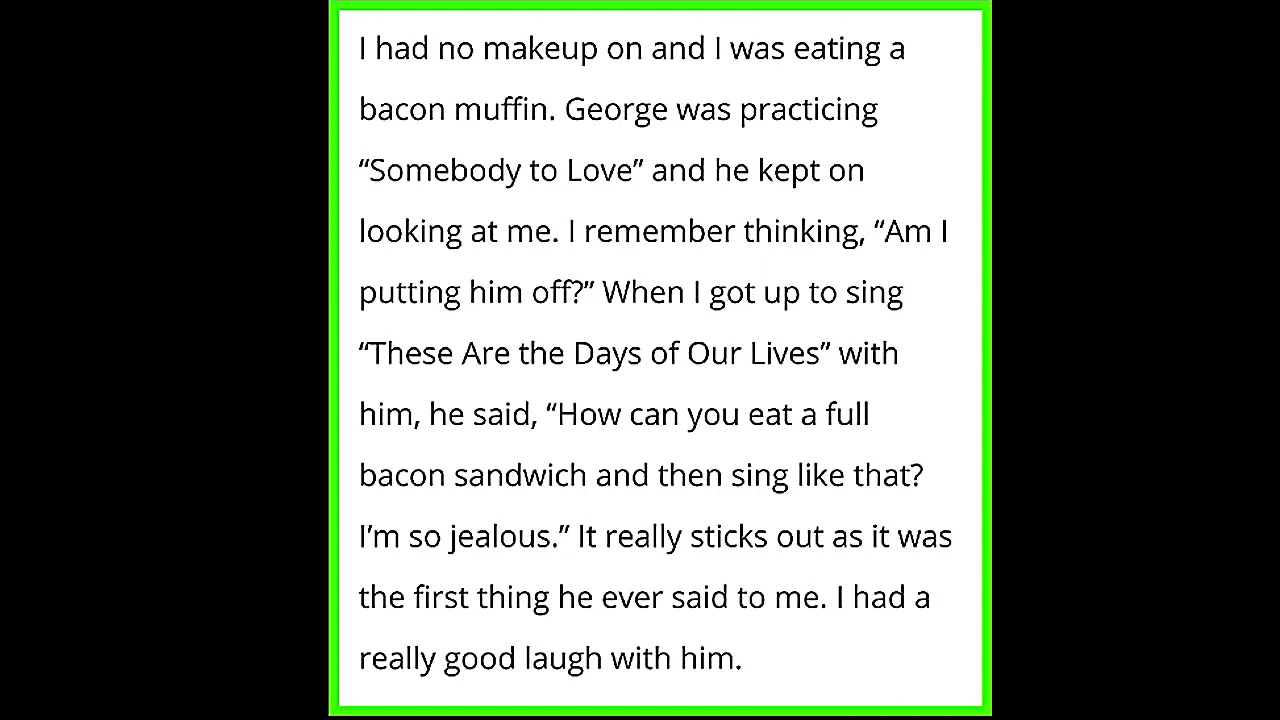 I had no makeup on and I was eating a
bacon muffin. George was practicing
“Somebody to Love” and he kept on
looking at me. I remember thinking, “Am I
putting him off?” When I got up to sing
“These Are the Days of Our Lives” with
him, he said, “How can you eat a full
bacon sandwich and then sing like that?
I’m so jealous.” It really sticks out as it was
the first thing he ever said to me. I had a
really good laugh with him.